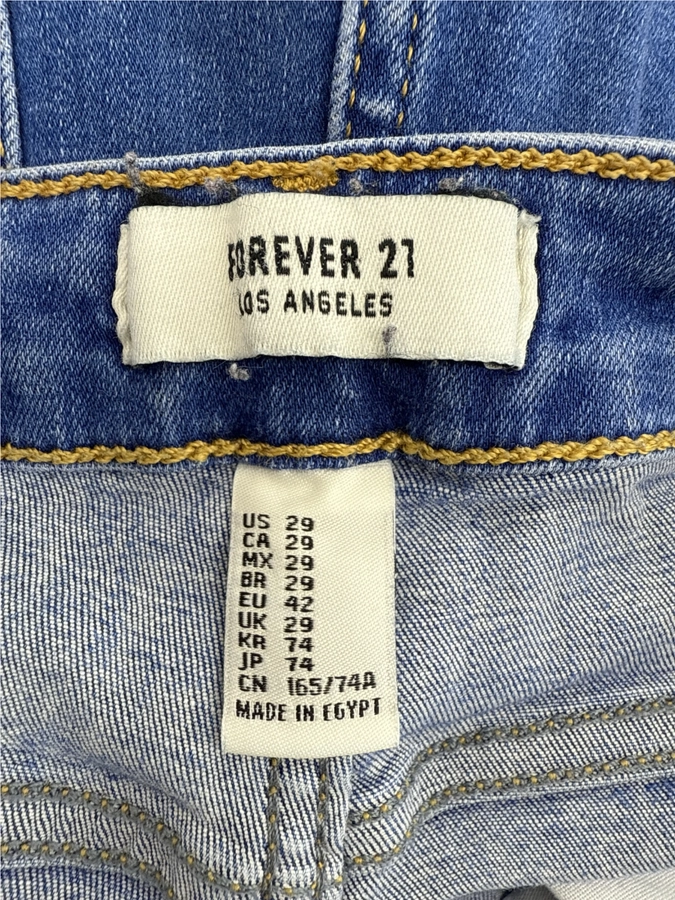 FOREVER 21
LOS ANGELES
US 29
CA 29
MX 29
BR 29
EU 42
UK 29
KR 74
JP 74
CN 165/74A
MADE IN EGYPT